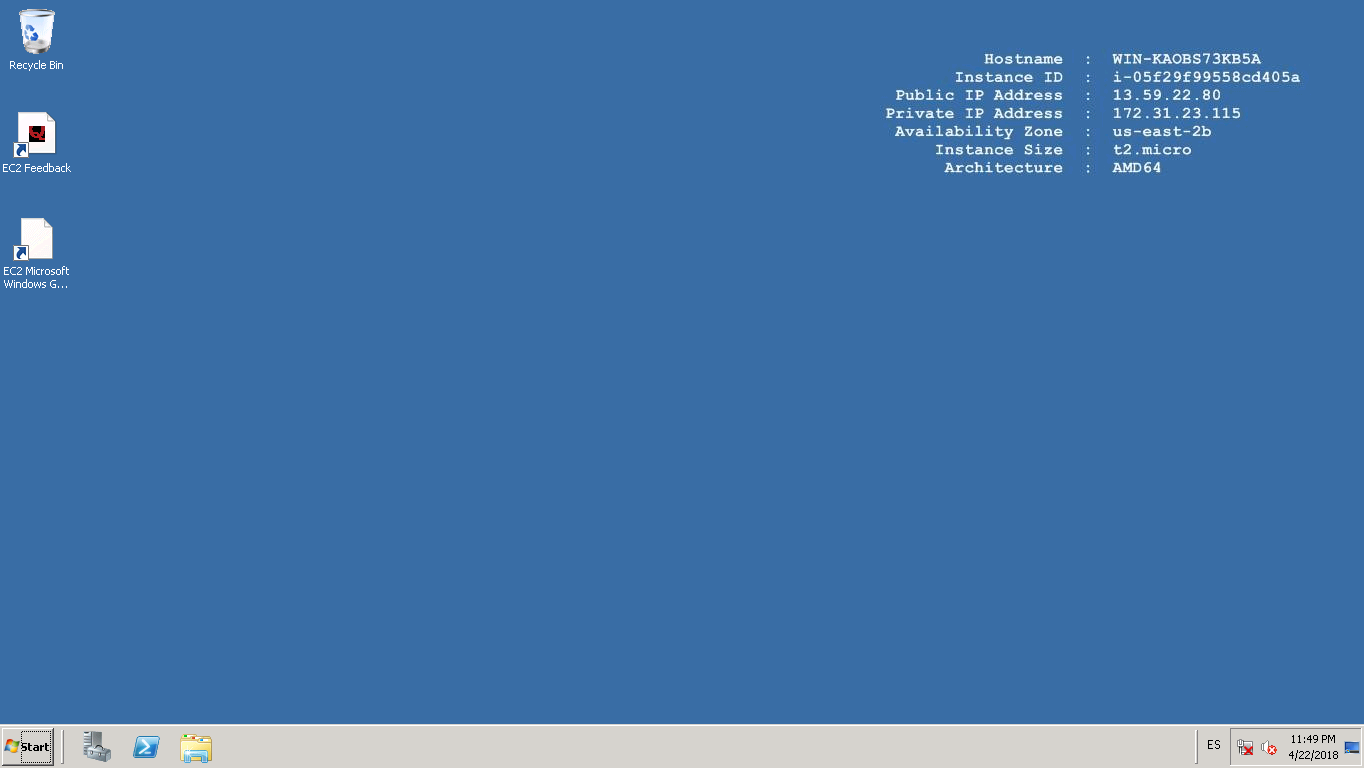 Recycle Bin
EC2 Feedback
EC2 Microsoft
Windows G...
Hostname : WIN-KAOBS73KB5A
Instance ID : i-05f29f99558cd405a
Public IP Address : 13.59.22.80
Private IP Address : 172.31.23.115
Availability Zone : us-east-2b
Instance Size : t2.micro
Architecture : AMD64
Start
ES
11:49 PM
4/22/2018